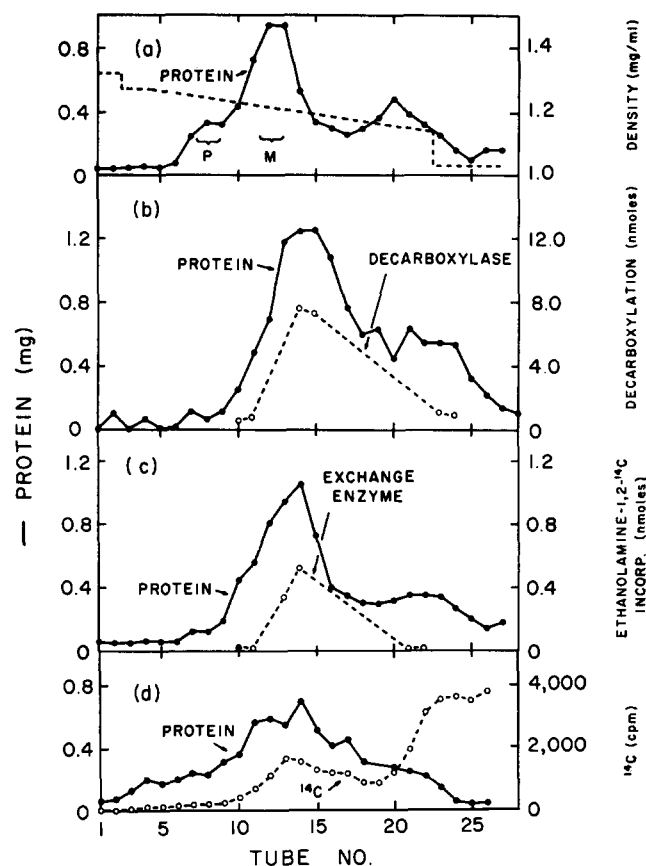 (a)
PROTEIN
P
M
0.8
0.4
0
1.4
1.2
1.0
DENSITY (mg/ml)
(b)
PROTEIN
DECARBOXYLASE
1.2
0.8
0.4
0
12.0
8.0
4.0
0
DECARBOXYLATION (nmoles)
— PROTEIN (mg)
(c)
EXCHANGE
ENZYME
PROTEIN
1.2
0.8
0.4
0
1.2
0.8
0.4
0
ETHANOLAMINE-1,2-¹⁴C
INCORP. (nmoles)
(d)
PROTEIN
¹⁴C
0.8
0.4
0
4,000
2,000
0
¹⁴C (cpm)
1 5 10 15 20 25
TUBE NO.